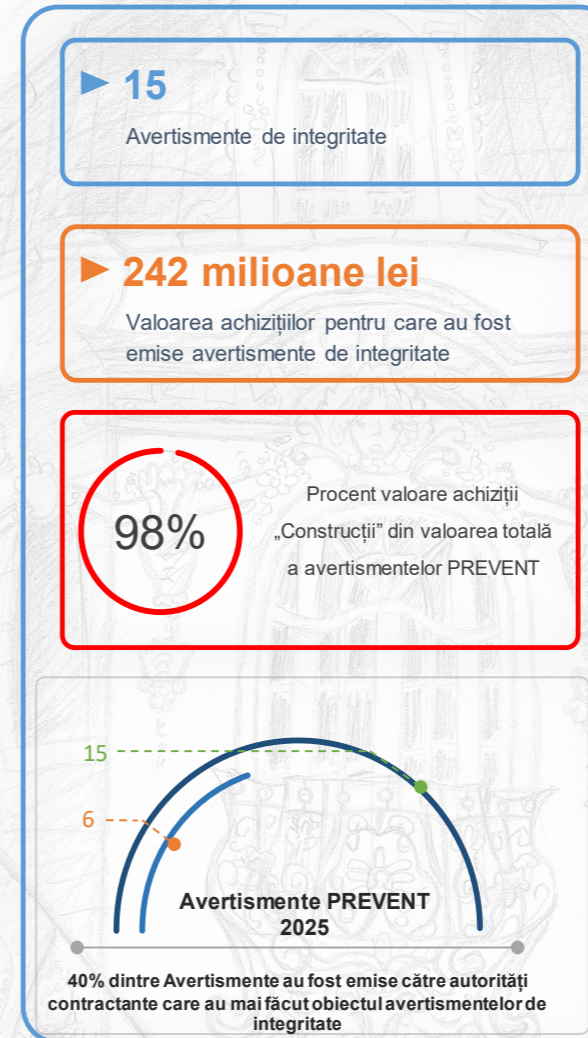 15
Avertismente de integritate
242 milioane lei
Valoarea achizițiilor pentru care au fost
emise avertismente de integritate
98%
Procent valoare achiziții
„Construcții” din valoarea totală
a avertismentelor PREVENT
15
6
Avertismente PREVENT
2025
40% dintre Avertismente au fost emise către autorități
contractante care au mai făcut obiectul avertismentelor de
integritate